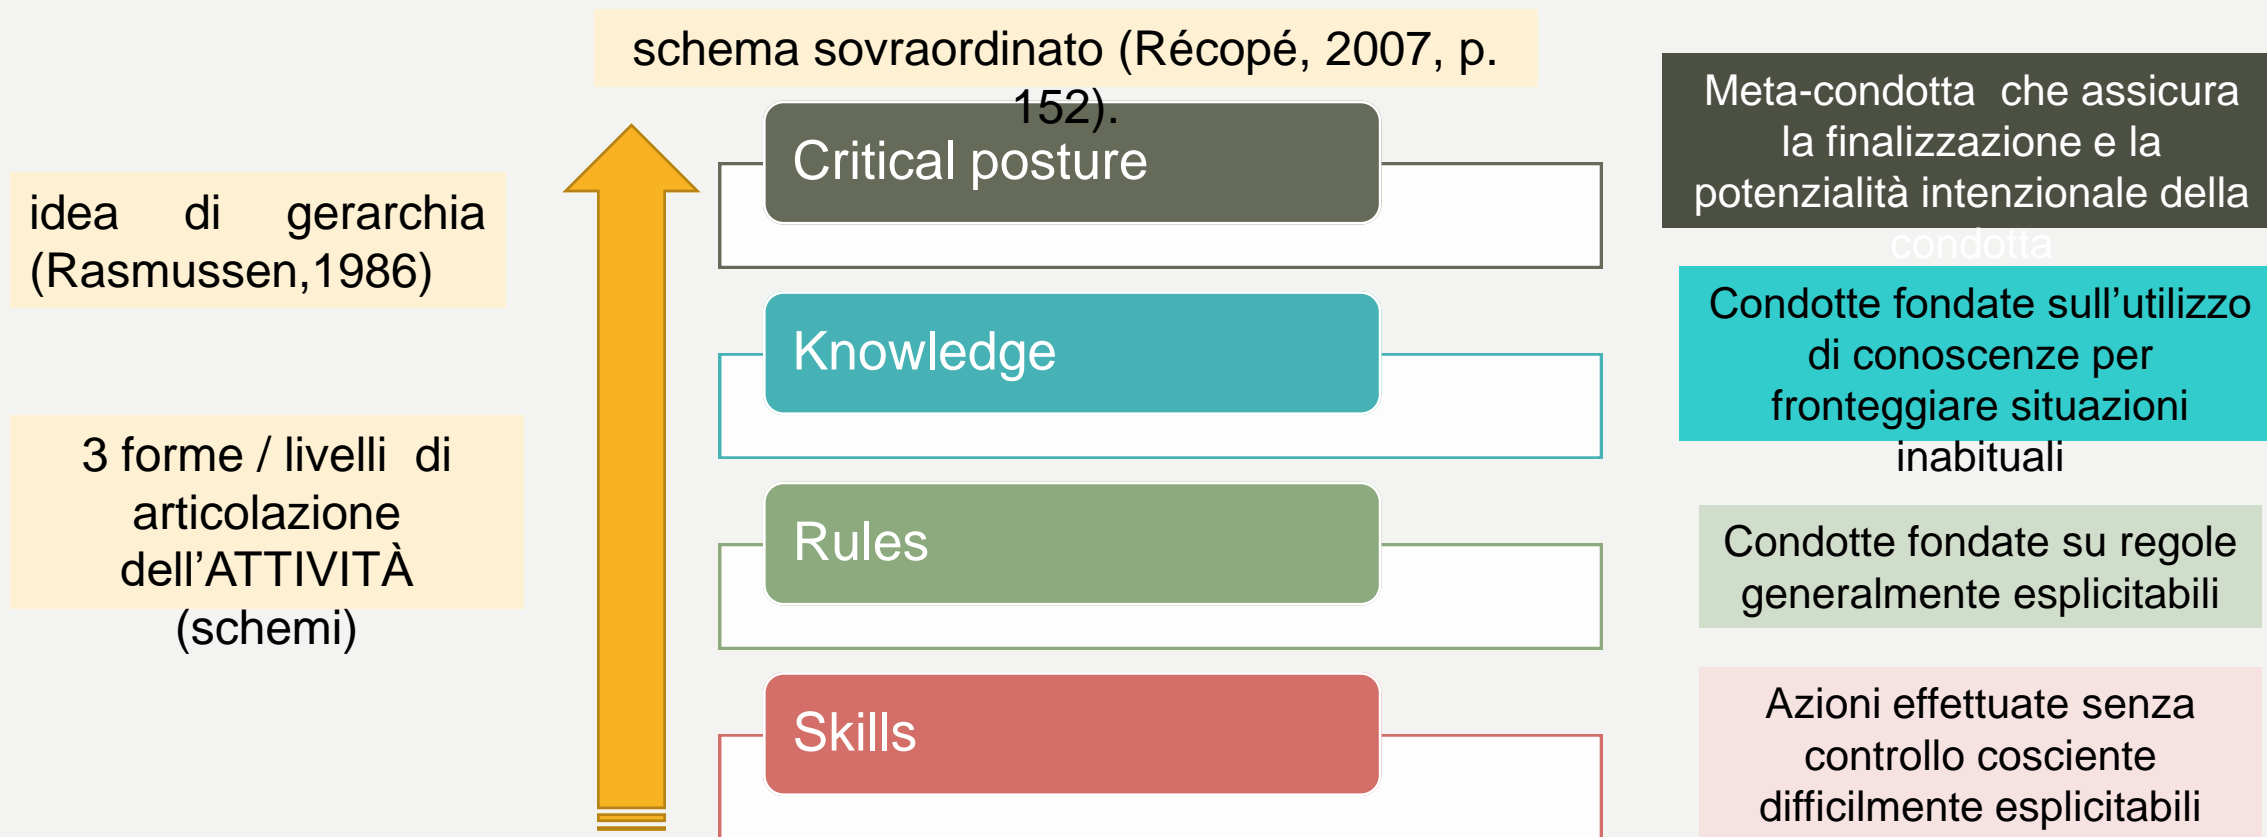 schema sovraordinato (Récopé, 2007, p.
152).
idea di gerarchia
(Rasmussen,1986)
3 forme / livelli di
articolazione
dell’ATTIVITÀ
(schemi)
Critical posture
Meta-condotta che assicura
la finalizzazione e la
potenzialità intenzionale della
condotta
Knowledge
Condotte fondate sull’utilizzo
di conoscenze per
fronteggiare situazioni
inabituali
Rules
Condotte fondate su regole
generalmente esplicitabili
Skills
Azioni effettuate senza
controllo cosciente
difficilmente esplicitabili